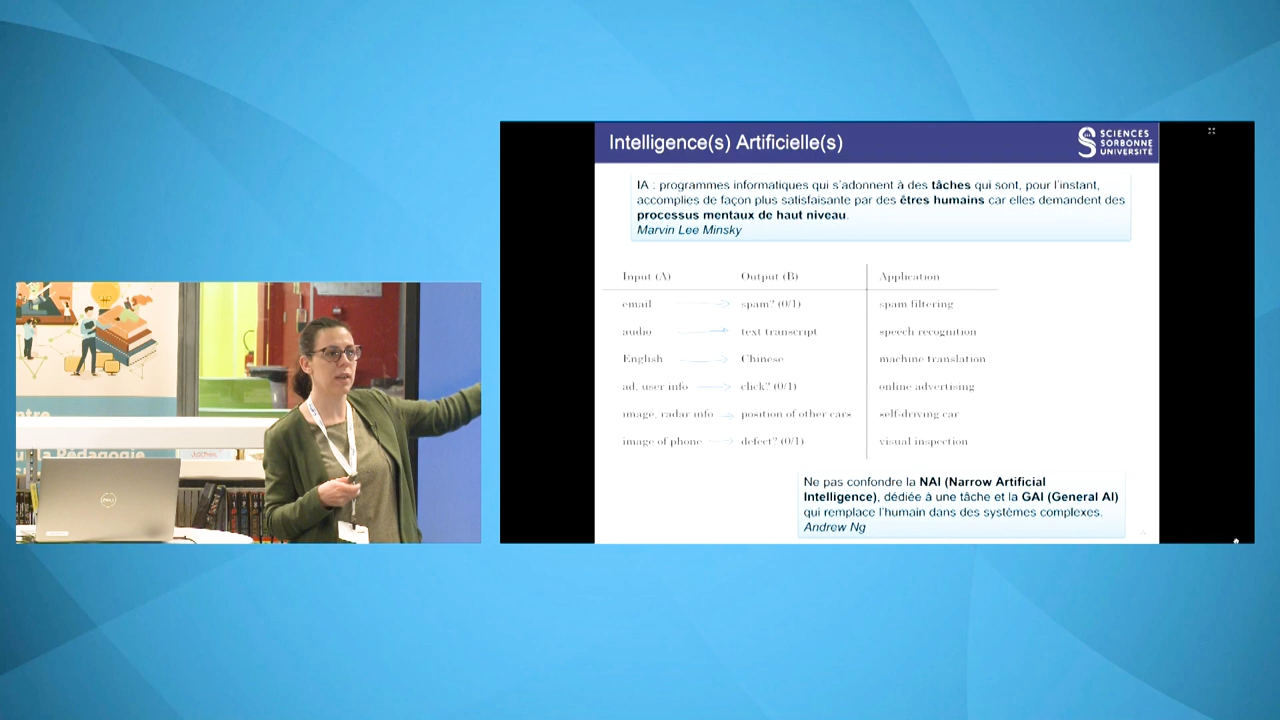 Intelligence(s) Artificielle(s)
SCIENCES
SORBONNE
UNIVERSITÉ
IA : programmes informatiques qui s'adonnent à des tâches qui sont, pour l'instant,
accomplies de façon plus satisfaisante par des êtres humains car elles demandent des
processus mentaux de haut niveau.
Marvin Lee Minsky
Input (A) Output (B) Application
email spam? (0/1) spam filtering
audio text transcript speech recognition
English Chinese machine translation
ad, user info click? (0/1) online advertising
image, radar info position of other cars self-driving car
image of phone defect? (0/1) visual inspection
Ne pas confondre la NAI (Narrow Artificial
Intelligence), dédiée à une tâche et la GAI (General AI)
qui remplace l'humain dans des systèmes complexes.
Andrew Ng
la Pédagogie
DELL